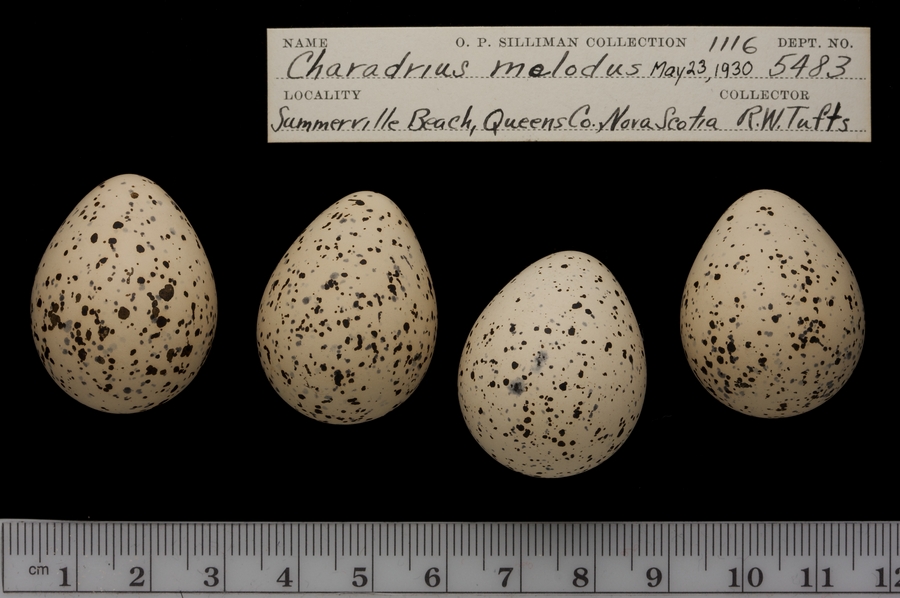 NAME O. P. SILLIMAN COLLECTION 1116 DEPT. NO.
Charadrius melodus May 23, 1930 5483
LOCALITY COLLECTOR
Summerville Beach, Queens Co., Nova Scotia R.W. Tufts
cm 1 2 3 4 5 6 7 8 9 10 11 12